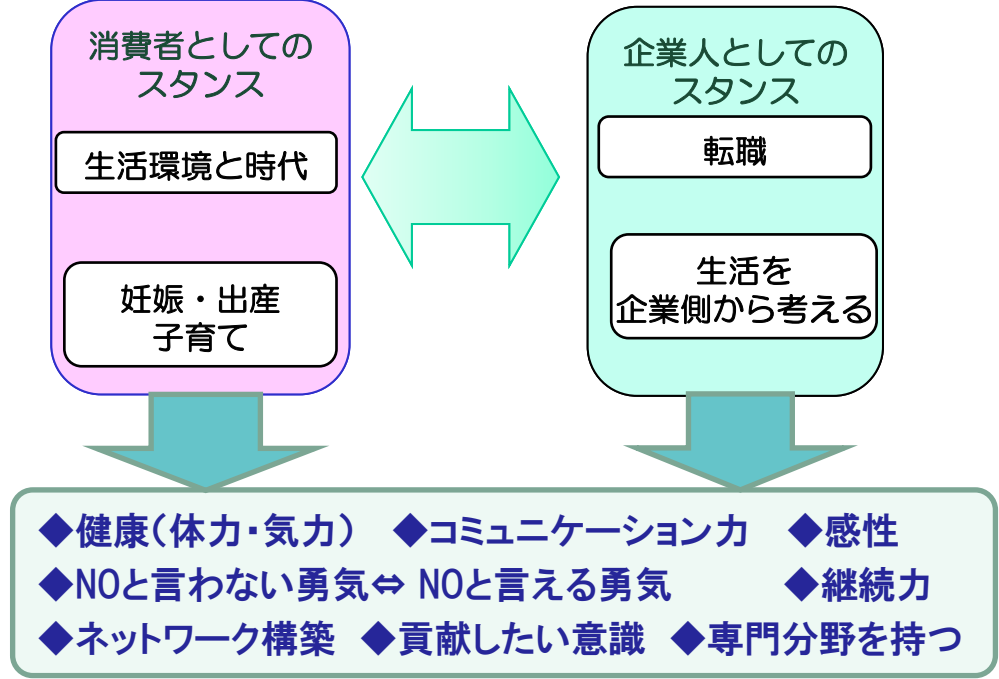 消費者としての
スタンス
生活環境と時代
妊娠・出産
子育て
企業人としての
スタンス
転職
生活を
企業側から考える
◆健康(体力・気力) ◆コミュニケーション力 ◆感性
◆NOと言わない勇気⇔ NOと言える勇気 ◆継続力
◆ネットワーク構築 ◆貢献したい意識 ◆専門分野を持つ